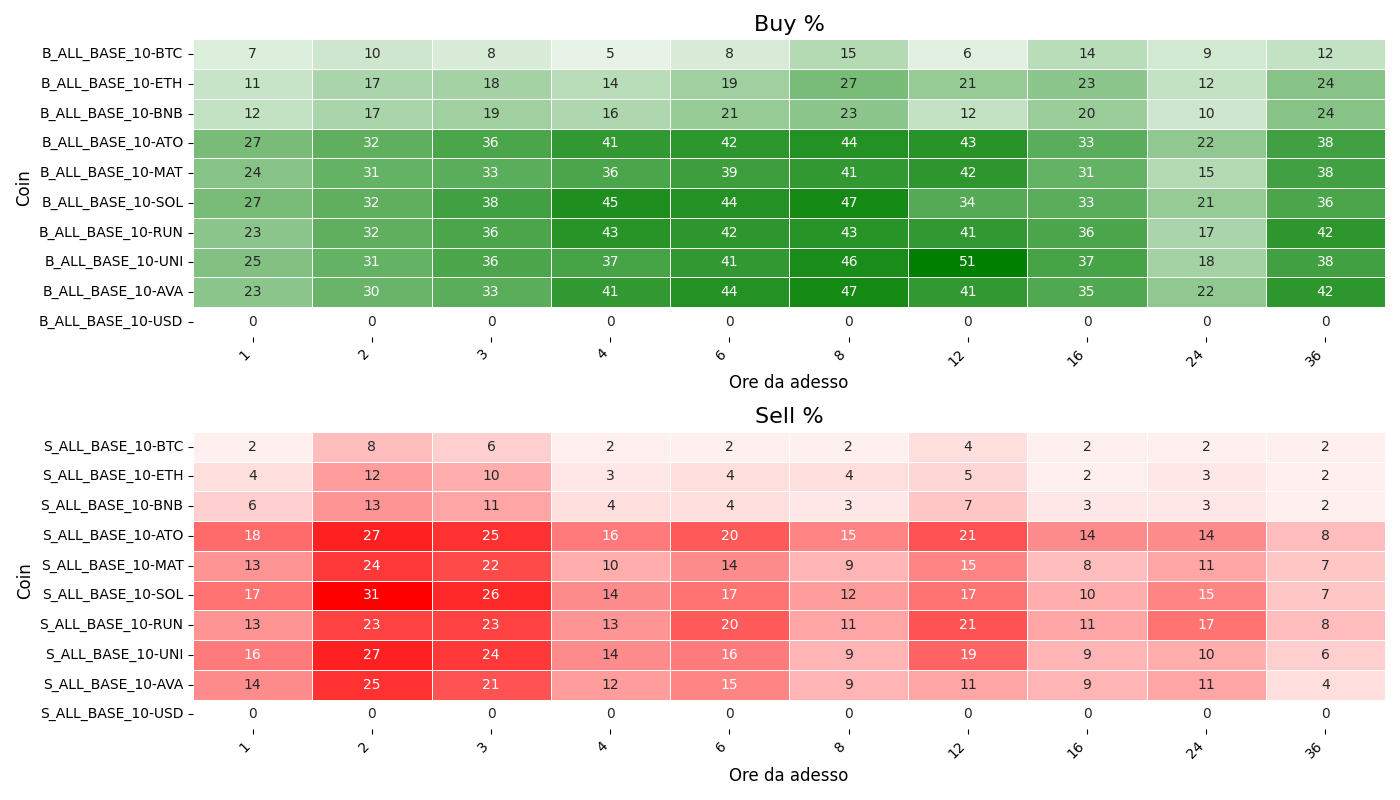 Buy %
Coin
B_ALL_BASE_10-BTC 7 10 8 5 8 15 6 14 9 12
B_ALL_BASE_10-ETH 11 17 18 14 19 27 21 23 12 24
B_ALL_BASE_10-BNB 12 17 19 16 21 23 12 20 10 24
B_ALL_BASE_10-ATO 27 32 36 41 42 44 43 33 22 38
B_ALL_BASE_10-MAT 24 31 33 36 39 41 42 31 15 38
B_ALL_BASE_10-SOL 27 32 38 45 44 47 34 33 21 36
B_ALL_BASE_10-RUN 23 32 36 43 42 43 41 36 17 42
B_ALL_BASE_10-UNI 25 31 36 37 41 46 51 37 18 38
B_ALL_BASE_10-AVA 23 30 33 41 44 47 41 35 22 42
B_ALL_BASE_10-USD 0 0 0 0 0 0 0 0 0 0
1 2 3 4 6 8 12 16 24 36
Ore da adesso
Sell %
Coin
S_ALL_BASE_10-BTC 2 8 6 2 2 2 4 2 2 2
S_ALL_BASE_10-ETH 4 12 10 3 4 4 5 2 3 2
S_ALL_BASE_10-BNB 6 13 11 4 4 3 7 3 3 2
S_ALL_BASE_10-ATO 18 27 25 16 20 15 21 14 14 8
S_ALL_BASE_10-MAT 13 24 22 10 14 9 15 8 11 7
S_ALL_BASE_10-SOL 17 31 26 14 17 12 17 10 15 7
S_ALL_BASE_10-RUN 13 23 23 13 20 11 21 11 17 8
S_ALL_BASE_10-UNI 16 27 24 14 16 9 19 9 10 6
S_ALL_BASE_10-AVA 14 25 21 12 15 9 11 9 11 4
S_ALL_BASE_10-USD 0 0 0 0 0 0 0 0 0 0
1 2 3 4 6 8 12 16 24 36
Ore da adesso